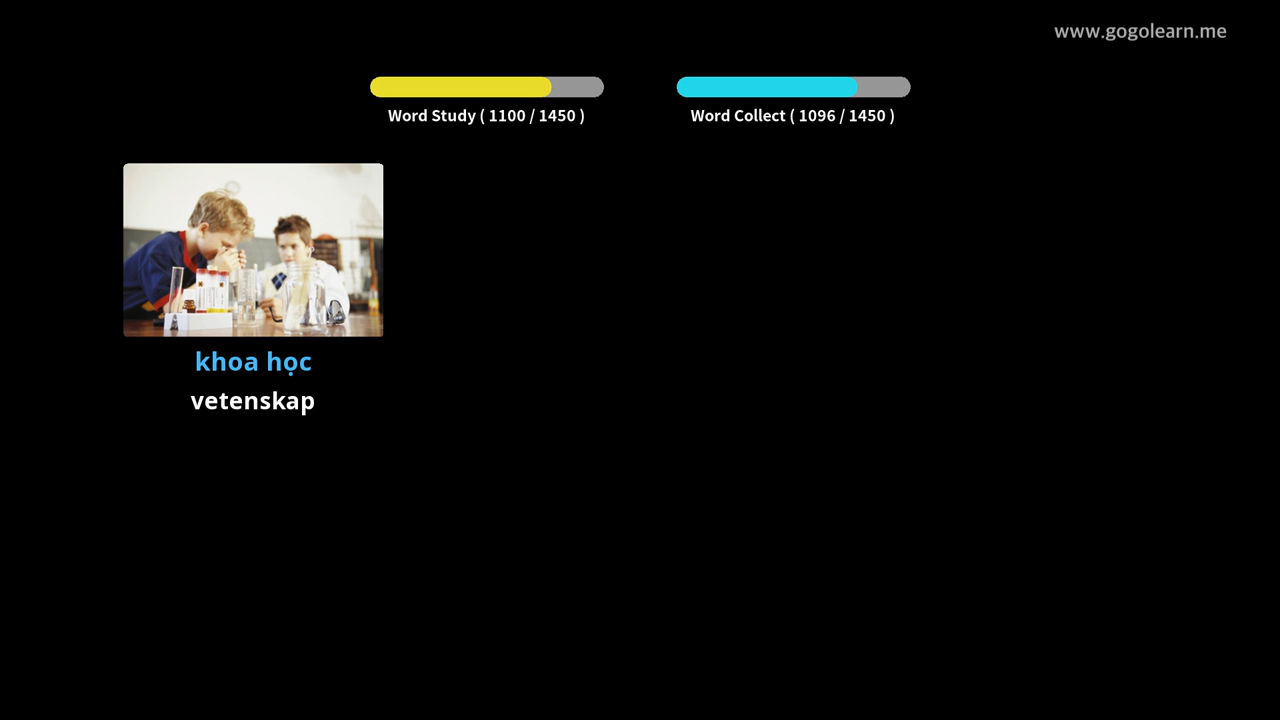 www.gogolearn.me
Word Study ( 1100 / 1450 )
Word Collect ( 1096 / 1450 )
khoa học
vetenskap